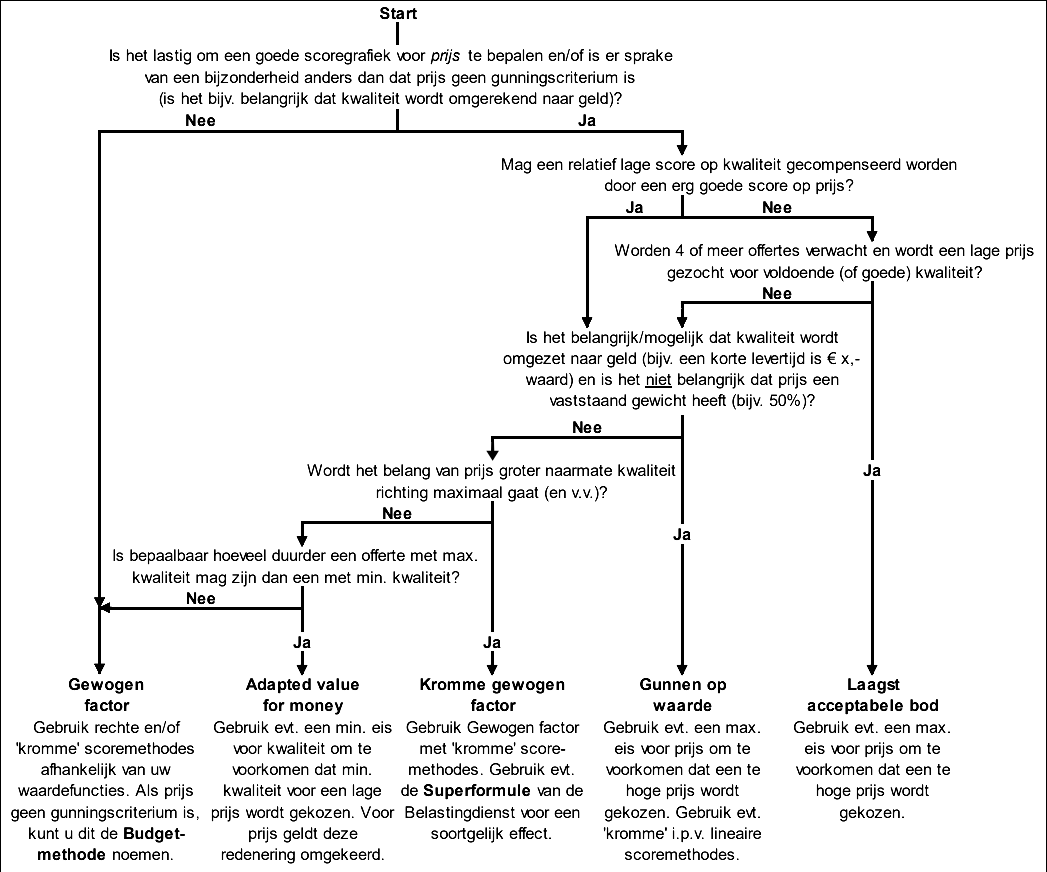 Start
Is het lastig om een goede scoregrafiek voor prijs te bepalen en/of is er sprake
van een bijzonderheid anders dan dat prijs geen gunningscriterium is
(is het bijv. belangrijk dat kwaliteit wordt omgerekend naar geld)?
Nee
Ja
Mag een relatief lage score op kwaliteit gecompenseerd worden
door een erg goede score op prijs?
Ja
Nee
Worden 4 of meer offertes verwacht en wordt een lage prijs
gezocht voor voldoende (of goede) kwaliteit?
Nee
Is het belangrijk/mogelijk dat kwaliteit wordt
omgezet naar geld (bijv. een korte levertijd is € x,-
waard) en is het niet belangrijk dat prijs een
vaststaand gewicht heeft (bijv. 50%)?
Nee
Wordt het belang van prijs groter naarmate kwaliteit
richting maximaal gaat (en v.v.)?
Ja
Nee
Ja
Is bepaalbaar hoeveel duurder een offerte met max.
kwaliteit mag zijn dan een met min. kwaliteit?
Nee
Ja
Ja
Gewogen
factor
Gebruik rechte en/of
'kromme' scoremethodes
afhankelijk van uw
waardefuncties. Als prijs
geen gunningscriterium is,
kunt u dit de Budget-
methode noemen.
Adapted value
for money
Gebruik evt. een min. eis
voor kwaliteit om te
voorkomen dat min.
kwaliteit voor een lage
prijs wordt gekozen. Voor
prijs geldt deze
redenering omgekeerd.
Kromme gewogen
factor
Gebruik Gewogen factor
met 'kromme' score-
methodes. Gebruik evt.
de Superformule van de
Belastingdienst voor een
soortgelijk effect.
Gunnen op
waarde
Gebruik evt. een max.
eis voor prijs om te
voorkomen dat een te
hoge prijs wordt
gekozen. Gebruik evt.
'kromme' i.p.v. lineaire
scoremethodes.
Laagst
acceptabele bod
Gebruik evt. een max.
eis voor prijs om te
voorkomen dat een te
hoge prijs wordt
gekozen.